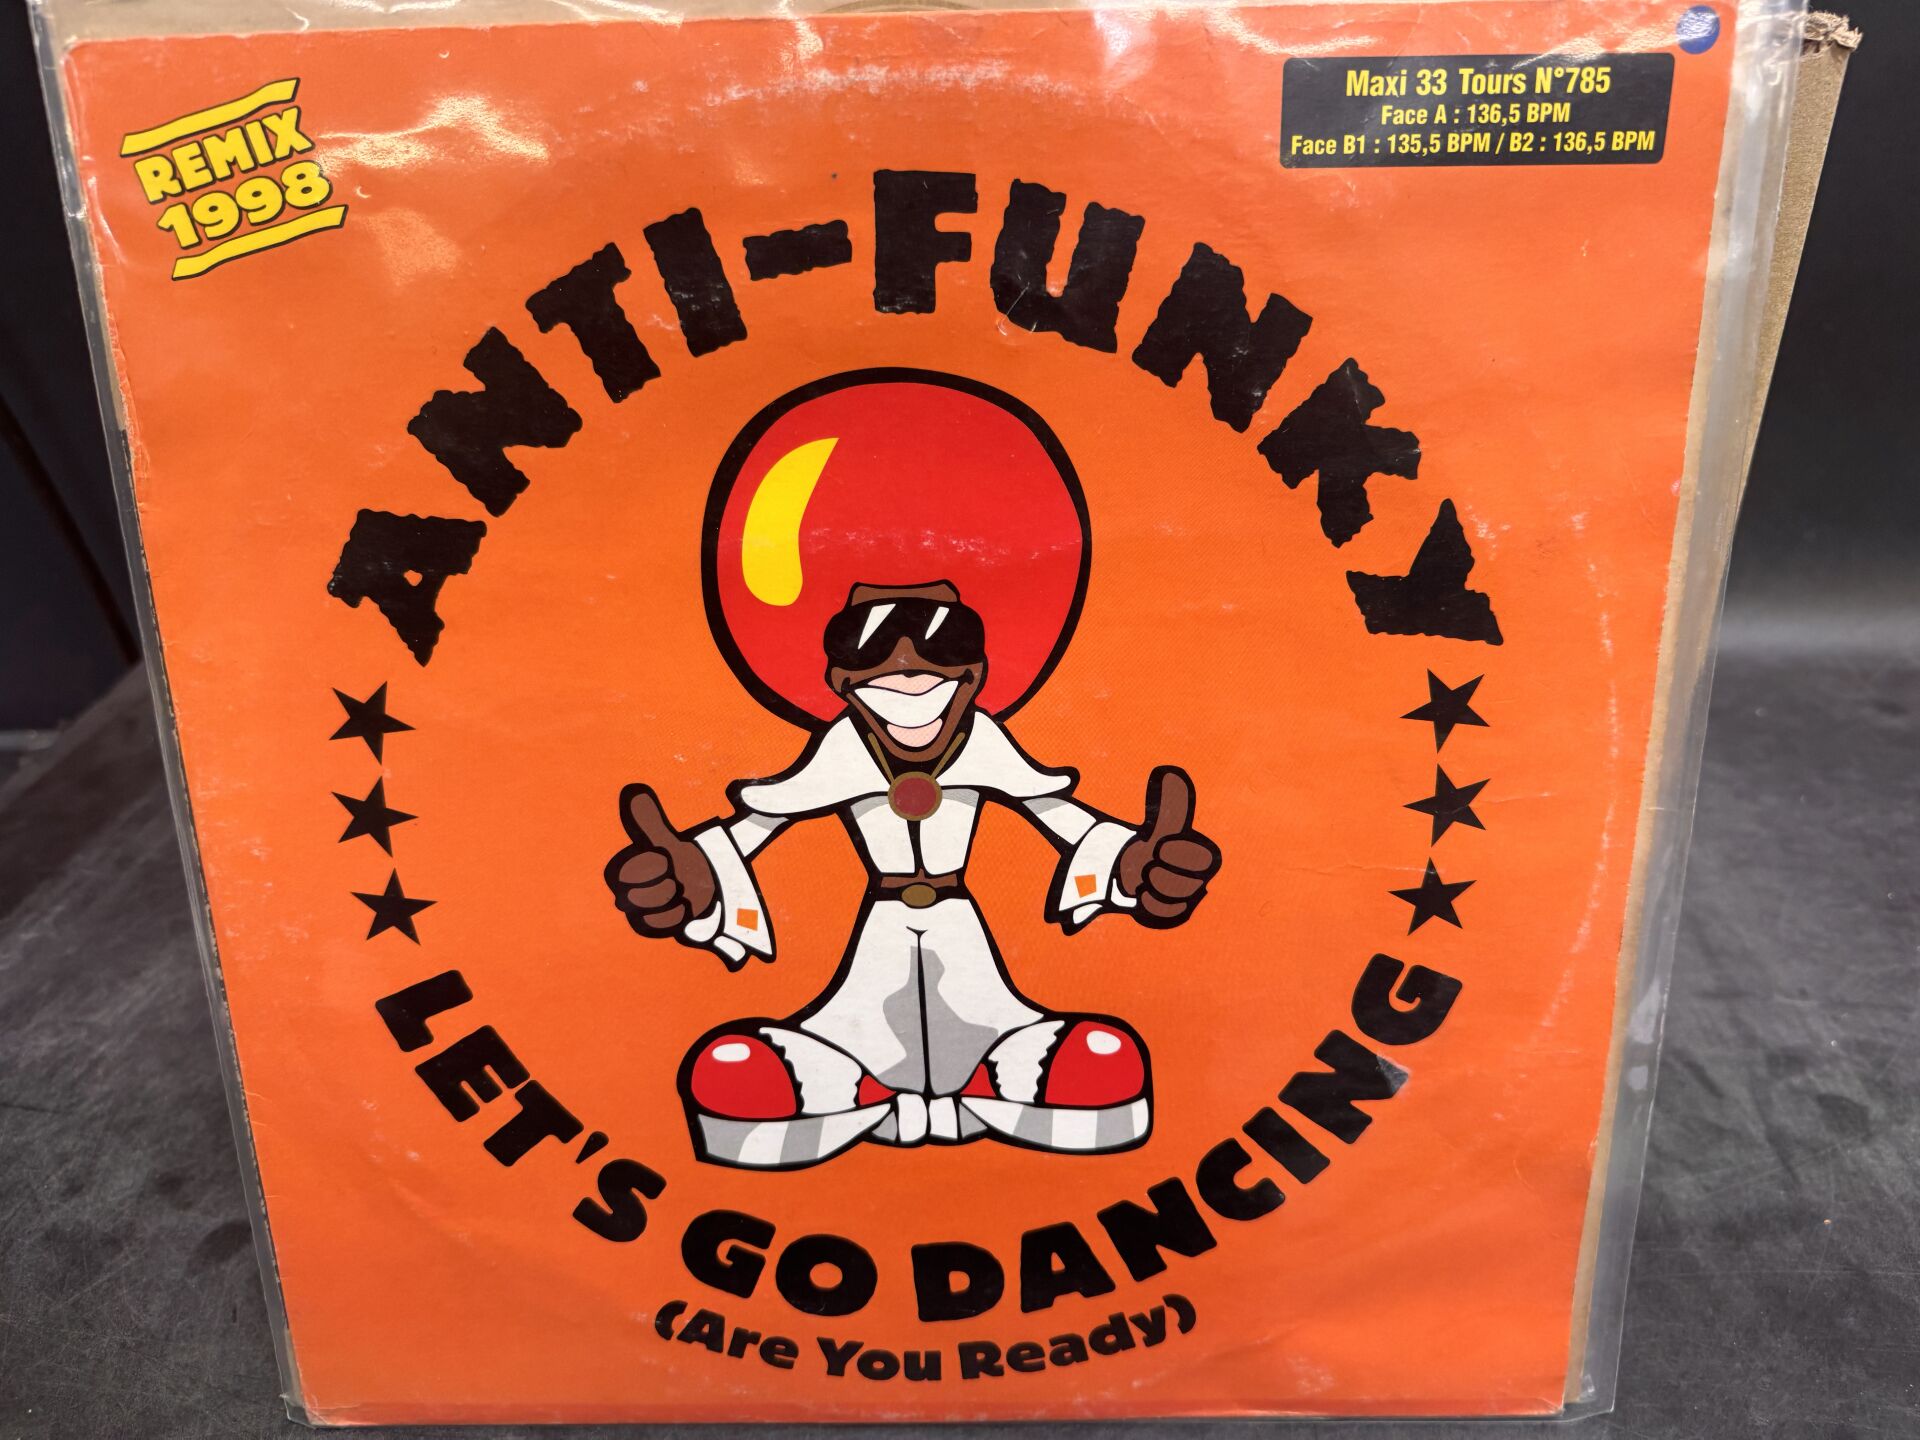 REMIX
1998
Maxi 33 Tours N°785
Face A : 136,5 BPM
Face B1 : 135,5 BPM / B2 : 136,5 BPM
ANTI-FUNKY
LET'S GO DANCING
(Are You Ready)